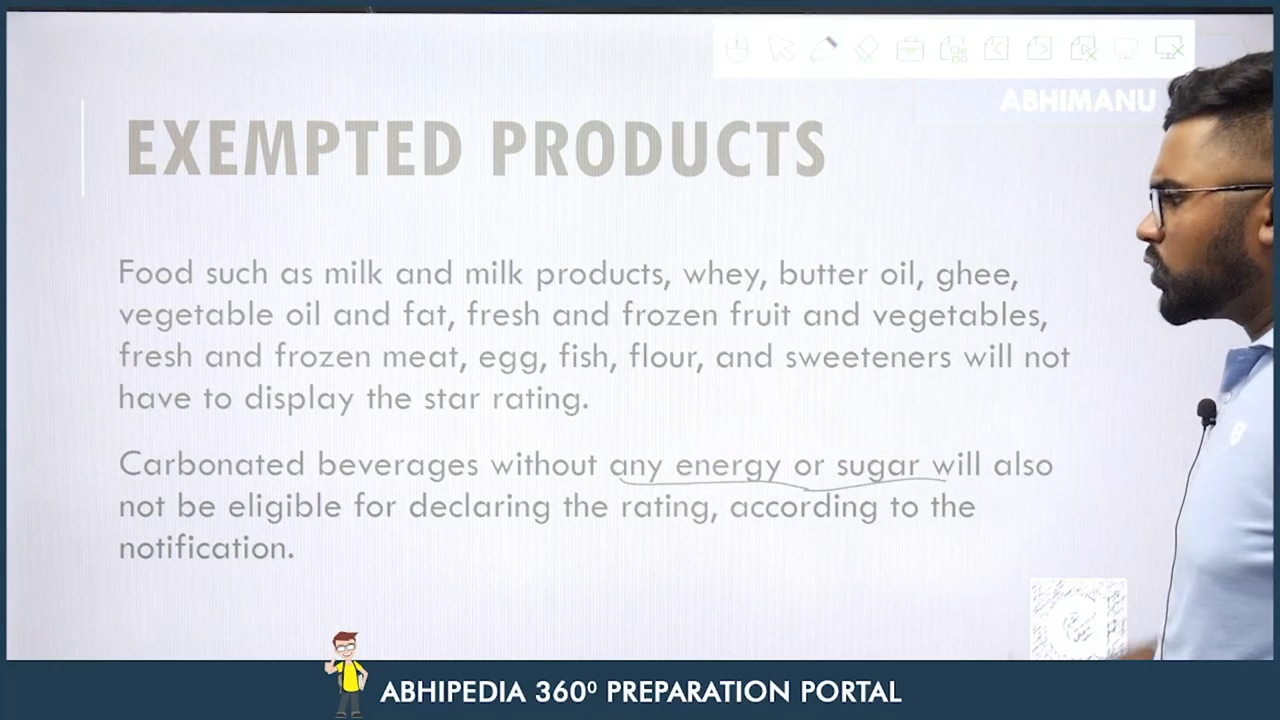 ABHIMANU
EXEMPTED PRODUCTS
Food such as milk and milk products, whey, butter oil, ghee,
vegetable oil and fat, fresh and frozen fruit and vegetables,
fresh and frozen meat, egg, fish, flour, and sweeteners will not
have to display the star rating.
Carbonated beverages without any energy or sugar will also
not be eligible for declaring the rating, according to the
notification.
ABHIPEDIA 360⁰ PREPARATION PORTAL